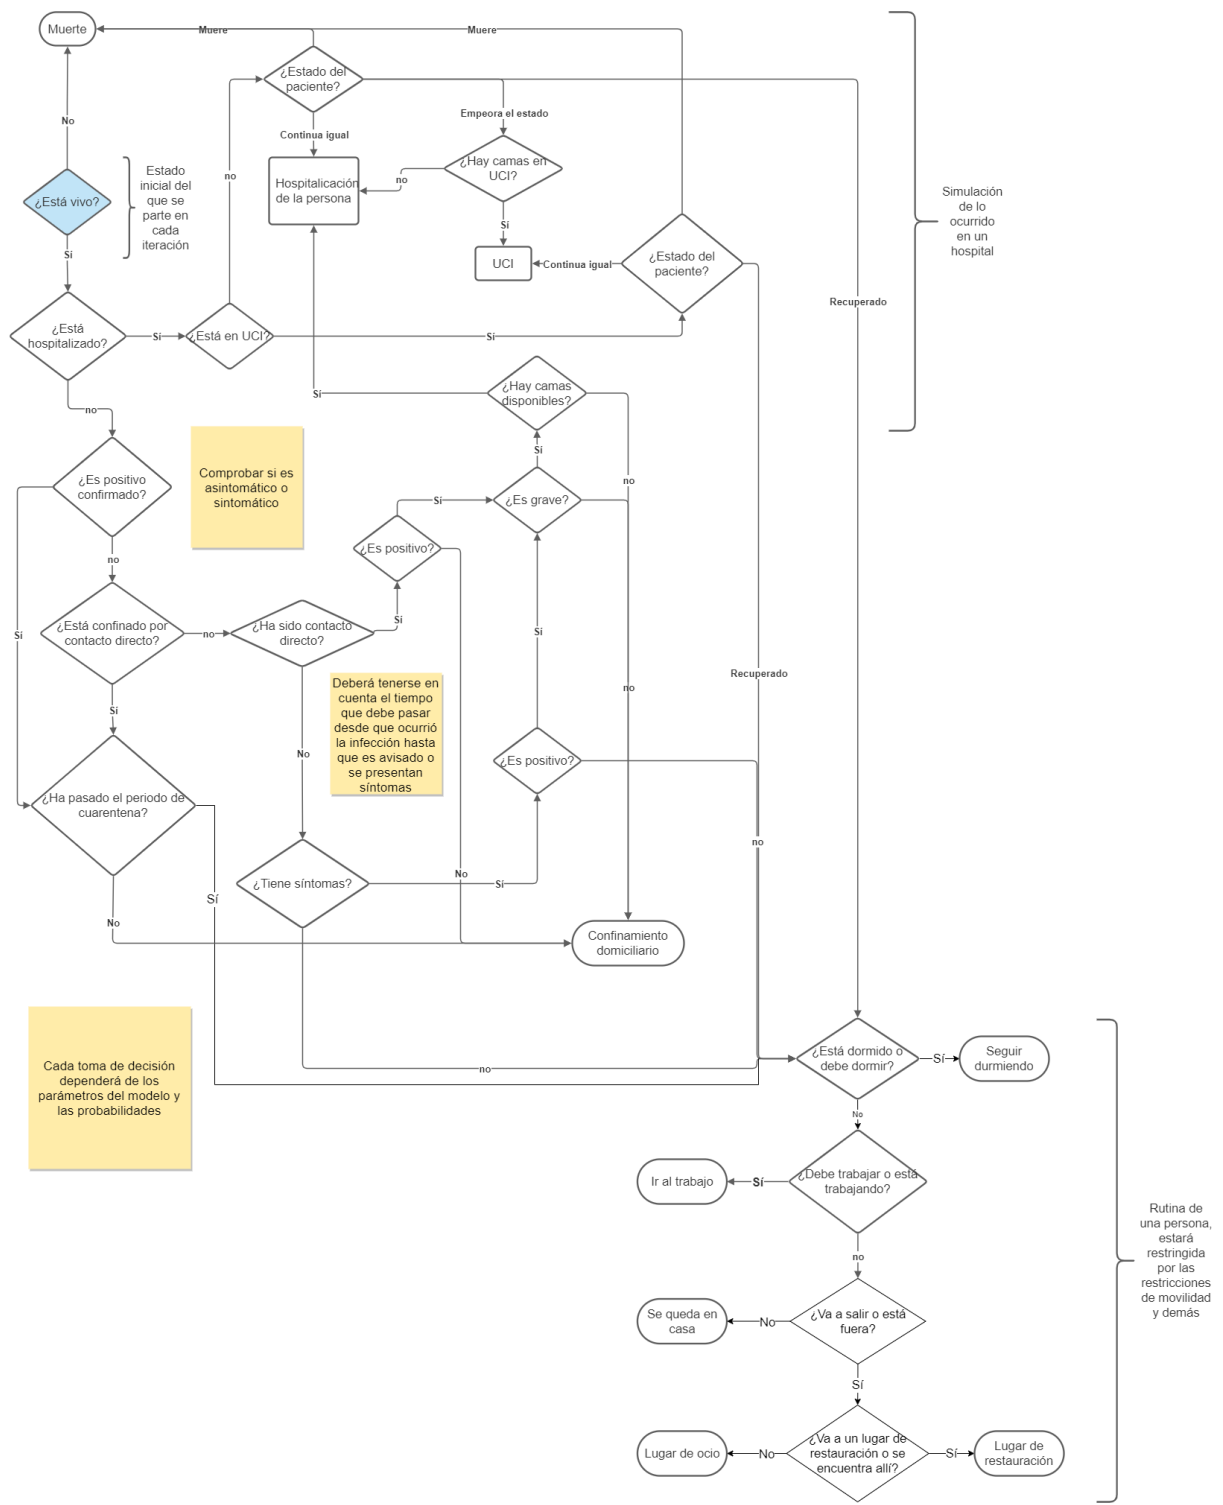 Muerte
Muere
Muere
¿Estado del
paciente?
Empeora el estado
No
Continua igual
¿Hay camas en
UCI?
Hospitalicación
de la persona
no
no
Estado
inicial del
que se
parte en
cada
iteración
¿Está vivo?
Simulación
de lo
ocurrido
en un
hospital
Sí
Sí
UCI
Continua igual
¿Estado del
paciente?
Recuperado
¿Está
hospitalizado?
Sí
¿Está en UCI?
Sí
¿Hay camas
disponibles?
Sí
no
Sí
no
Comprobar si es
asintomático o
sintomático
¿Es positivo
confirmado?
Sí
¿Es grave?
¿Es positivo?
no
Sí
¿Está confinado por
contacto directo?
no
¿Ha sido contacto
directo?
Sí
Sí
Recuperado
no
Deberá tenerse en
cuenta el tiempo
que debe pasar
desde que ocurrió
la infección hasta
que es avisado o
se presentan
síntomas
Sí
No
¿Es positivo?
¿Ha pasado el periodo de
cuarentena?
no
¿Tiene síntomas?
Sí
No
Sí
No
Confinamiento
domiciliario
Cada toma de decisión
dependerá de los
parámetros del modelo y
las probabilidades
no
¿Está dormido o
debe dormir?
Sí
Seguir
durmiendo
No
Ir al trabajo
Sí
¿Debe trabajar o está
trabajando?
no
Rutina de
una persona,
estará
restringida
por las
restricciones
de movilidad
y demás
Se queda en
casa
No
¿Va a salir o está
fuera?
Sí
Lugar de ocio
No
¿Va a un lugar de
restauración o se
encuentra allí?
Sí
Lugar de
restauración